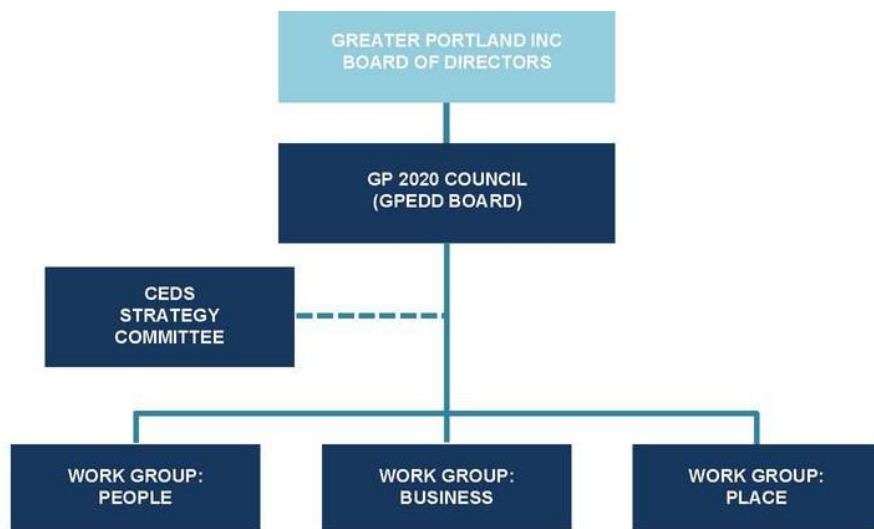 GREATER PORTLAND INC
BOARD OF DIRECTORS
GP 2020 COUNCIL
(GPEDD BOARD)
CEDS
STRATEGY
COMMITTEE
WORK GROUP:
PEOPLE
WORK GROUP:
BUSINESS
WORK GROUP:
PLACE